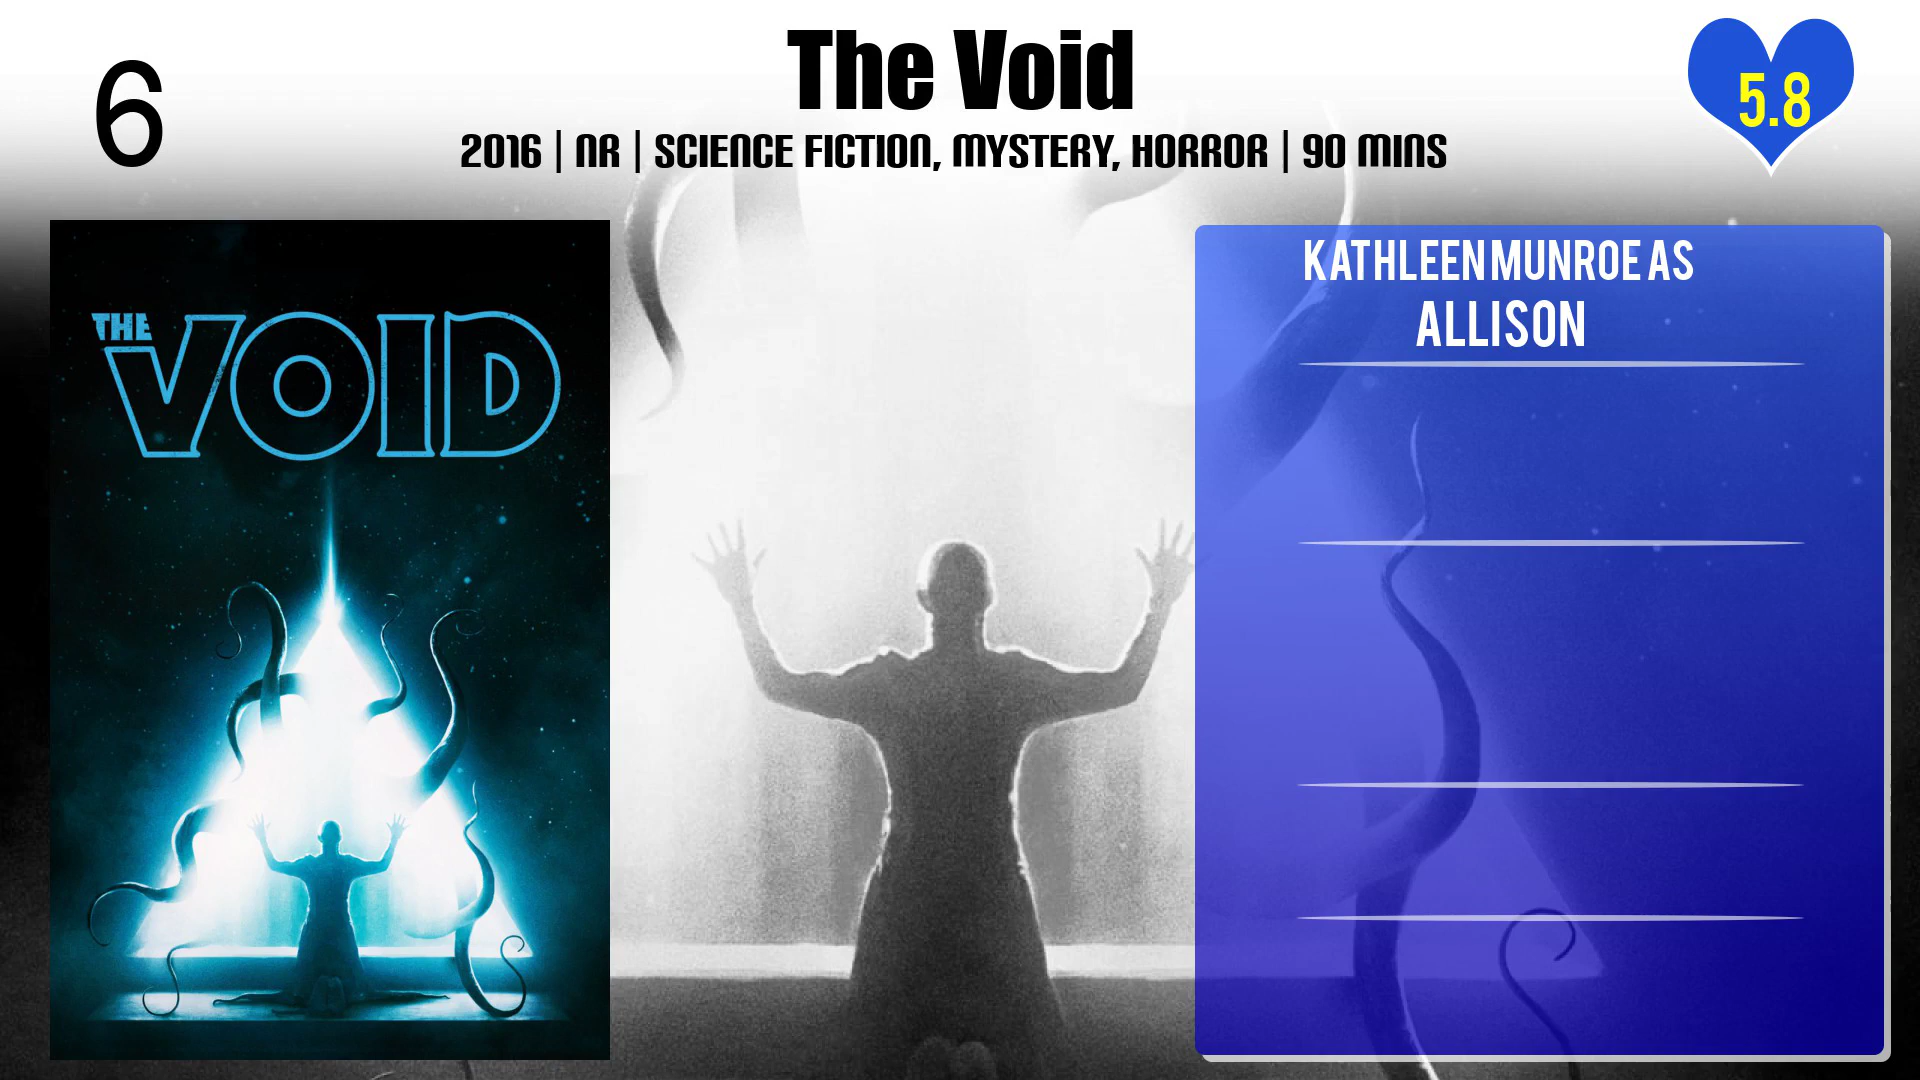 6
The Void
2016 | NR | SCIENCE FICTION, MYSTERY, HORROR | 90 MINS
5.8
THE
VOID
KATHLEEN MUNROE AS
ALLISON